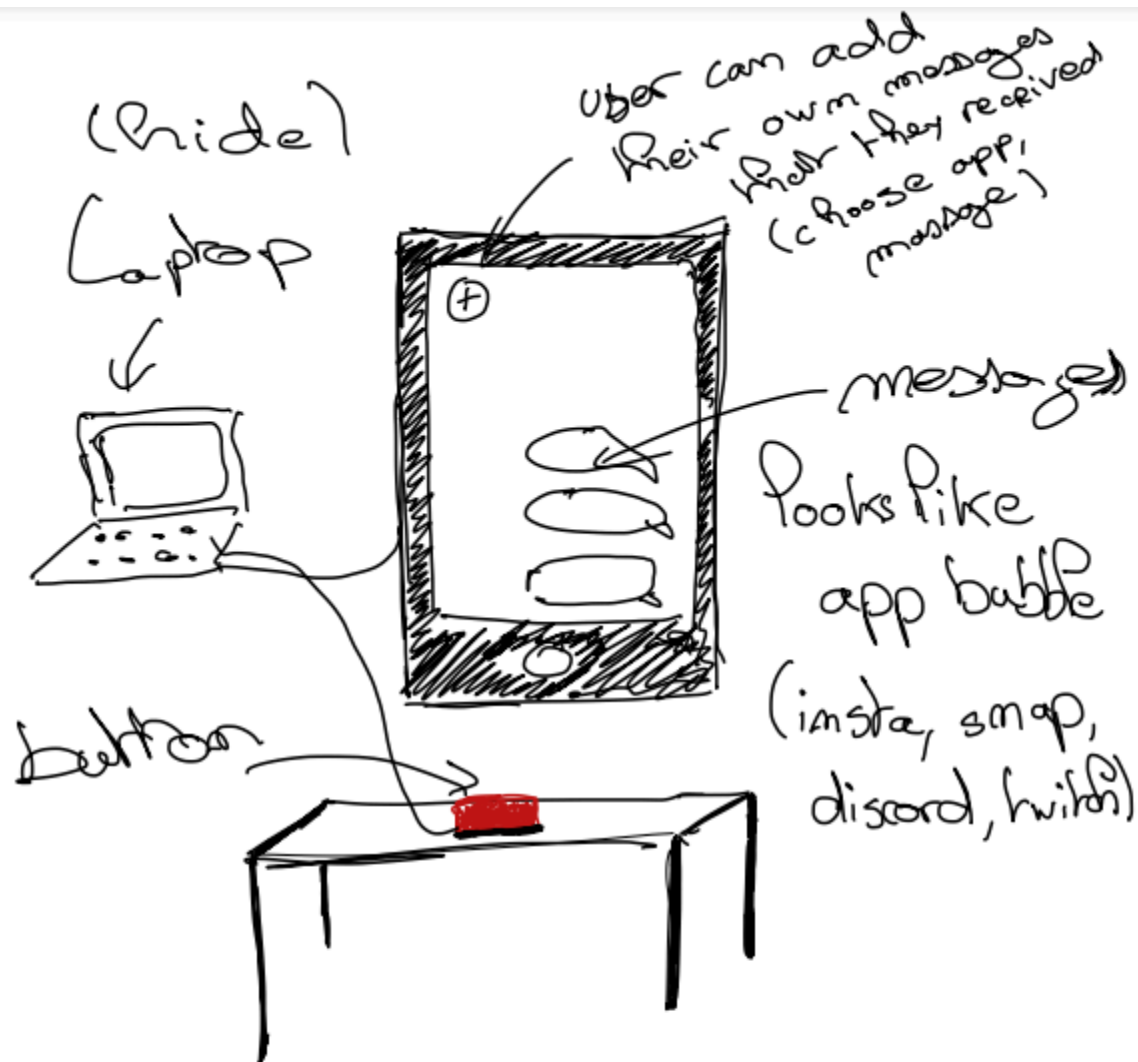 (hide)
Laptop
user can add
their own messages
that they received
(choose app,
message)
+
messages
looks like
app bubble
(insta, snap,
discord, twitch)
button